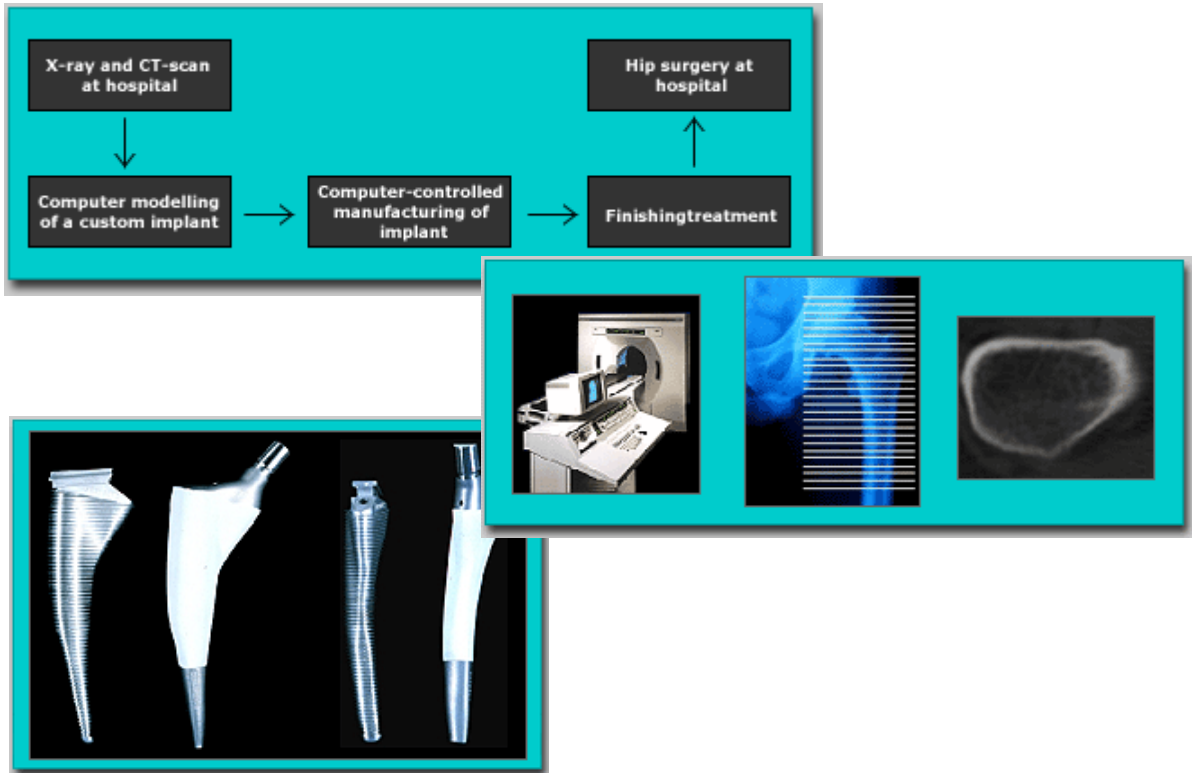 X-ray and CT-scan
at hospital
Hip surgery at
hospital
Computer modelling
of a custom implant
Computer-controlled
manufacturing of
implant
Finishingtreatment